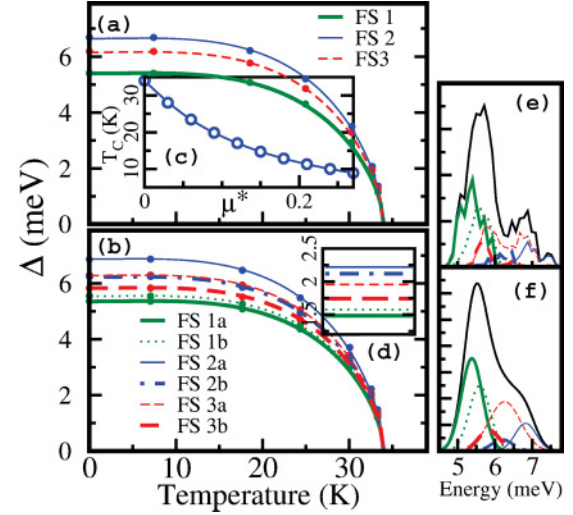 (a)
FS 1
FS 2
FS3
6
4
2
0
35
30
20
10
T_C(K)
(c)
0
0.2
μ*
Δ (meV)
(b)
6
4
2
0
FS 1a
FS 1b
FS 2a
FS 2b
FS 3a
FS 3b
2.5
2
1.5
(d)
0
10
20
30
Temperature (K)
(e)
(f)
5
6
7
Energy (meV)